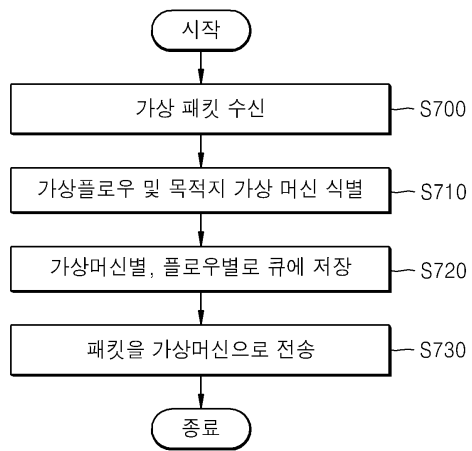 시작
가상 패킷 수신
S700
가상플로우 및 목적지 가상 머신 식별
S710
가상머신별, 플로우별로 큐에 저장
S720
패킷을 가상머신으로 전송
S730
종료